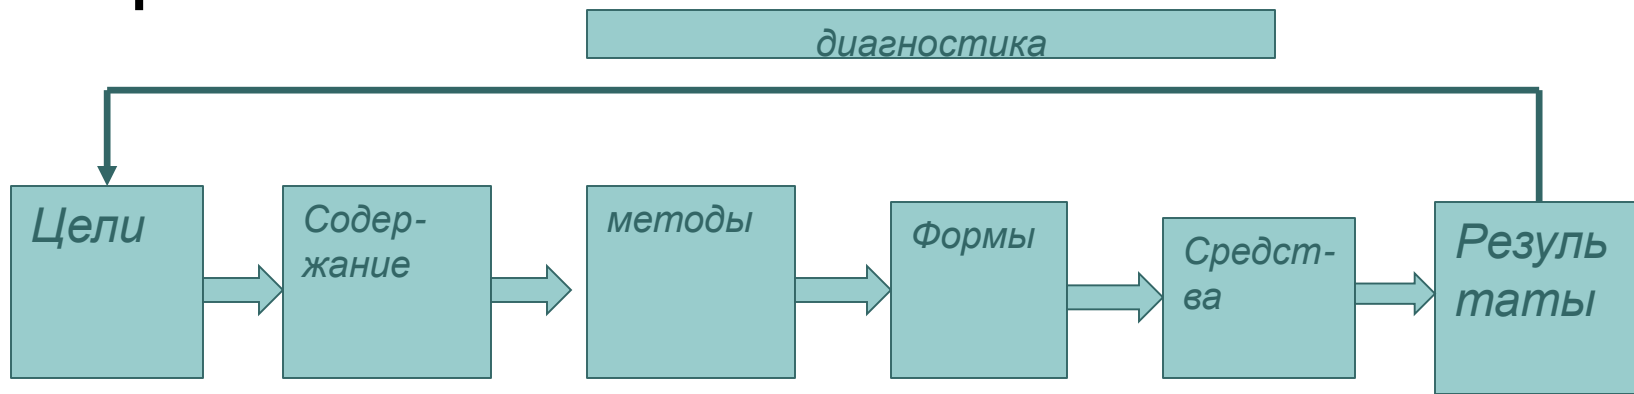 диагностика
Цели
Содер-
жание
методы
Формы
Средст-
ва
Резуль
таты